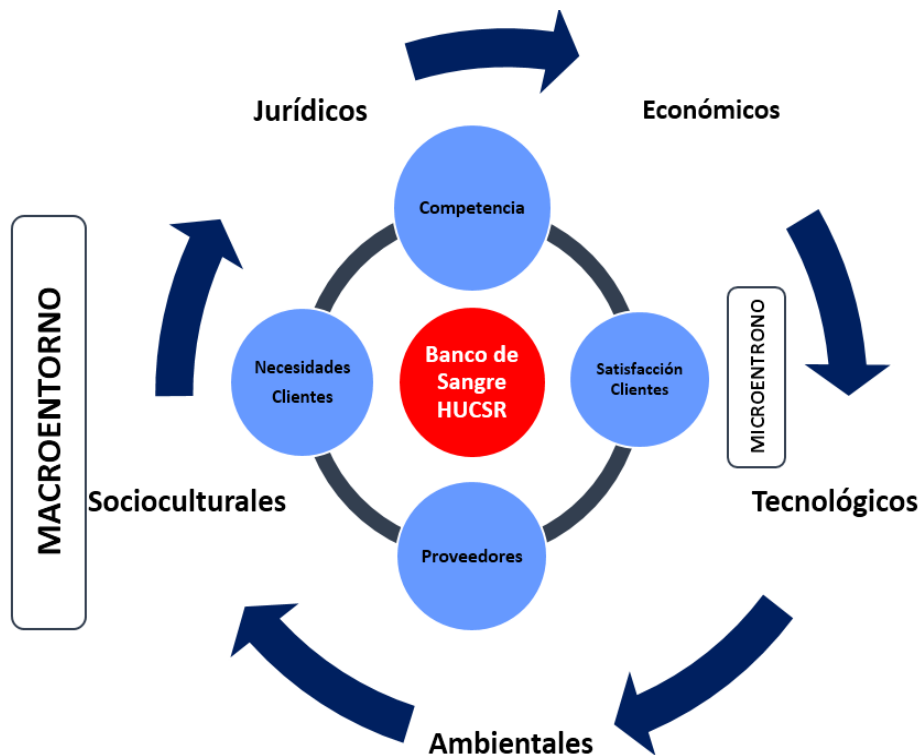 Jurídicos
Económicos
Competencia
MACROENTORNO
Necesidades
Clientes
Banco de
Sangre
HUCSR
Satisfacción
Clientes
MICROENTRONO
Socioculturales
Tecnológicos
Proveedores
Ambientales